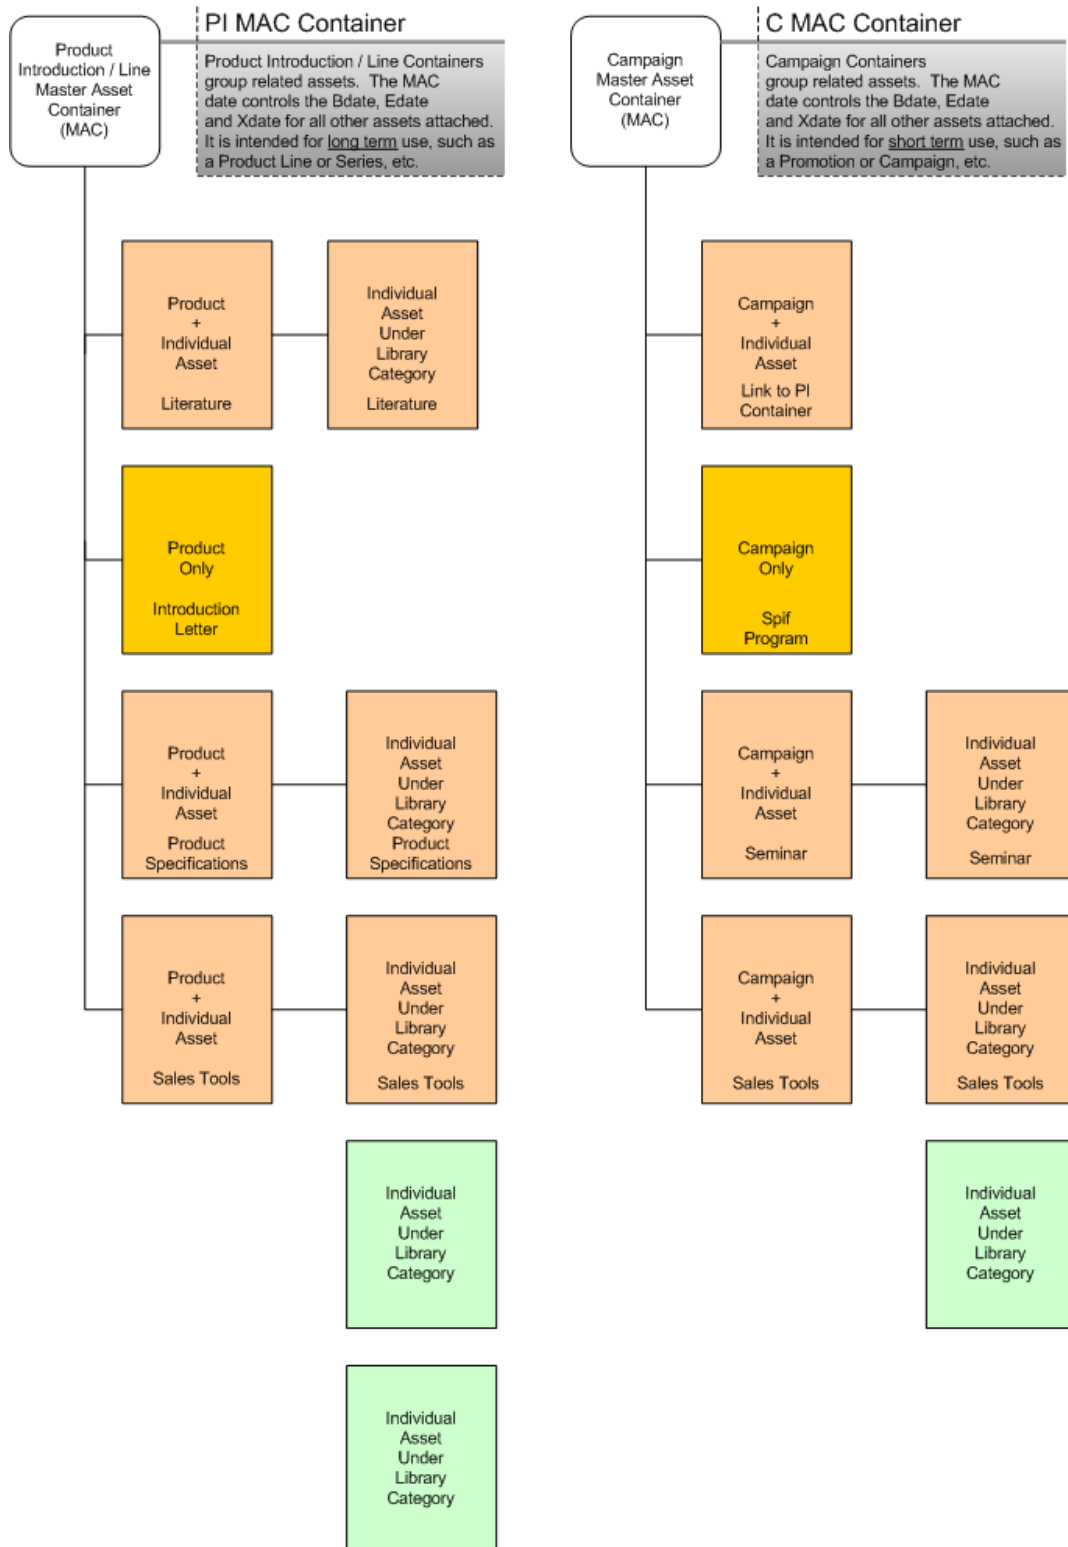 Product
Introduction / Line
Master Asset
Container
(MAC)
PI MAC Container
Product Introduction / Line Containers
group related assets. The MAC
date controls the Bdate, Edate
and Xdate for all other assets attached.
It is intended for long term use, such as
a Product Line or Series, etc.
Campaign
Master Asset
Container
(MAC)
C MAC Container
Campaign Containers
group related assets. The MAC
date controls the Bdate, Edate
and Xdate for all other assets attached.
It is intended for short term use, such as
a Promotion or Campaign, etc.
Product
+
Individual
Asset
Literature
Individual
Asset
Under
Library
Category
Literature
Campaign
+
Individual
Asset
Link to PI
Container
Product
Only
Introduction
Letter
Campaign
Only
Spif
Program
Product
+
Individual
Asset
Product
Specifications
Individual
Asset
Under
Library
Category
Product
Specifications
Campaign
+
Individual
Asset
Seminar
Individual
Asset
Under
Library
Category
Seminar
Product
+
Individual
Asset
Sales Tools
Individual
Asset
Under
Library
Category
Sales Tools
Campaign
+
Individual
Asset
Sales Tools
Individual
Asset
Under
Library
Category
Sales Tools
Individual
Asset
Under
Library
Category
Individual
Asset
Under
Library
Category
Individual
Asset
Under
Library
Category